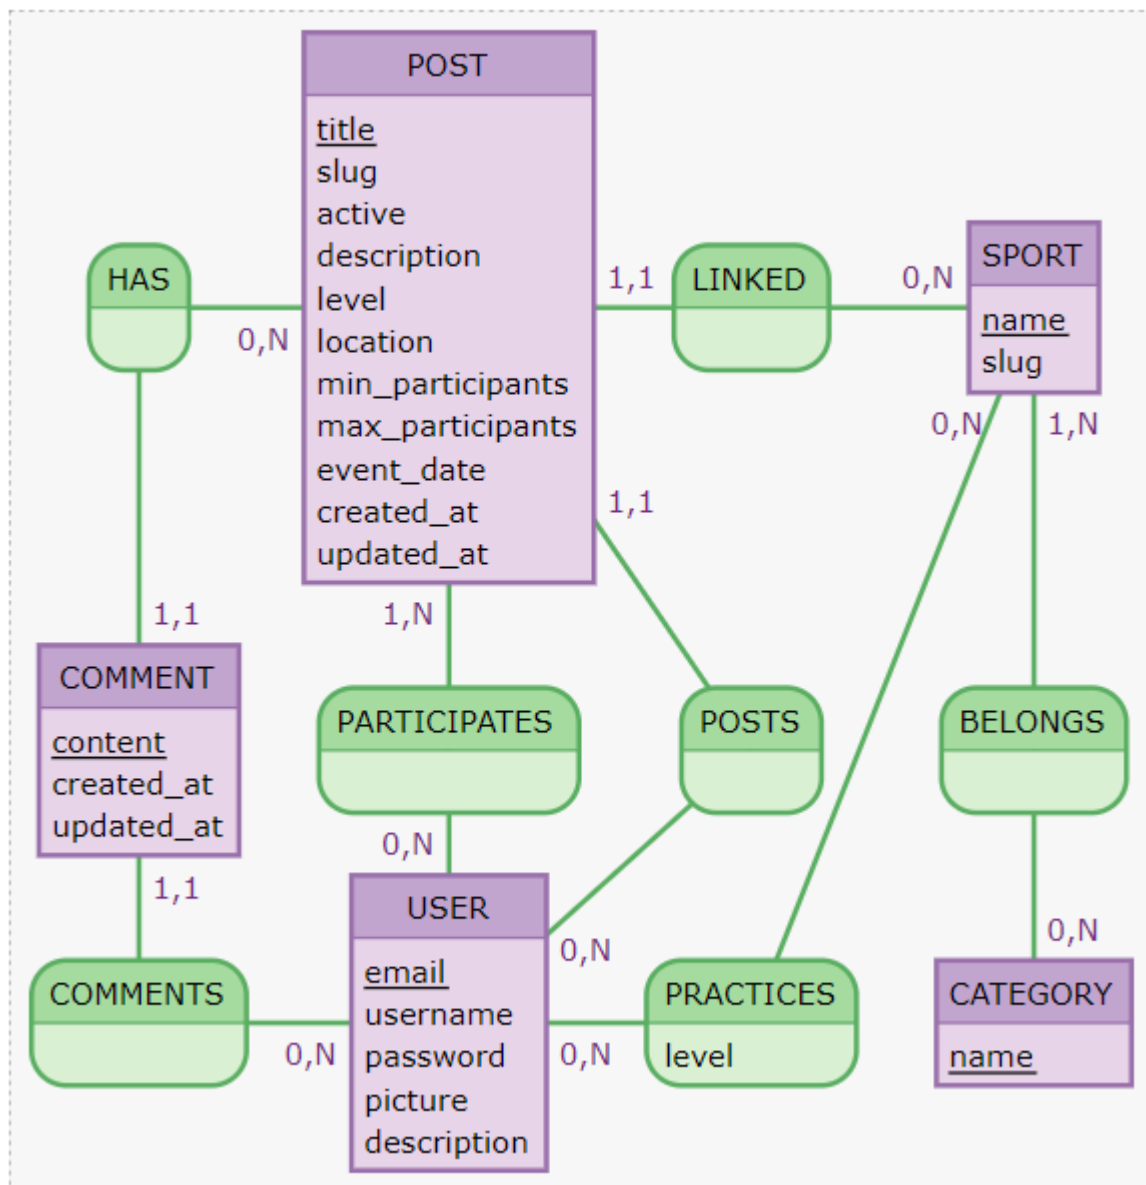 POST
title
slug
active
description
level
location
min_participants
max_participants
event_date
created_at
updated_at
HAS
0,N
1,1
LINKED
0,N
SPORT
name
slug
0,N
1,N
1,1
1,1
1,N
COMMENT
content
created_at
updated_at
PARTICIPATES
POSTS
BELONGS
1,1
0,N
USER
email
username
password
picture
description
0,N
0,N
COMMENTS
0,N
0,N
PRACTICES
level
CATEGORY
name